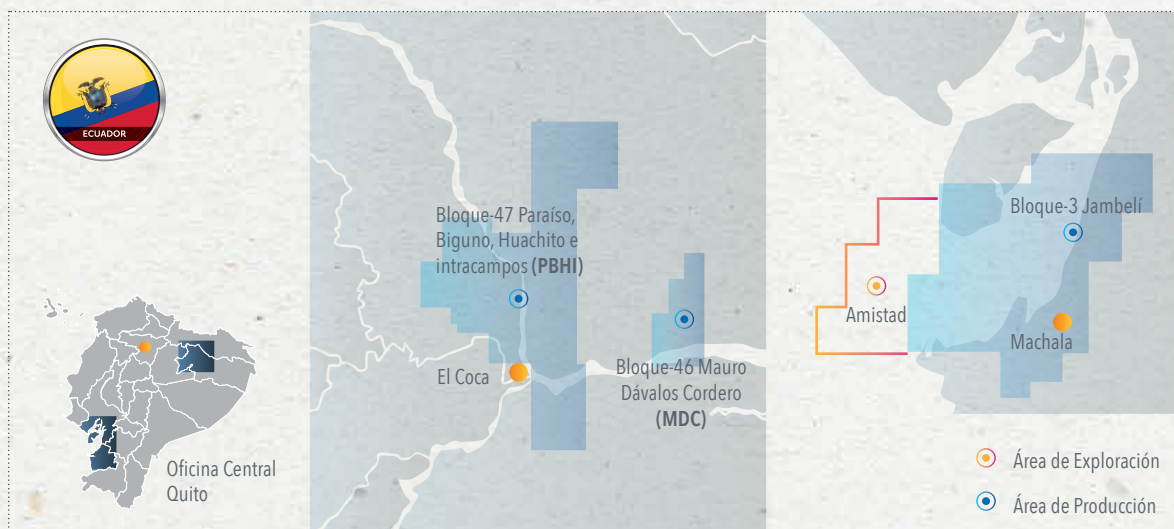 ECUADOR
Oficina Central
Quito
Bloque-47 Paraíso,
Biguno, Huachito e
intracampos (PBHI)
El Coca
Bloque-46 Mauro
Dávalos Cordero
(MDC)
Bloque-3 Jambelí
Amistad
Machala
Área de Exploración
Área de Producción